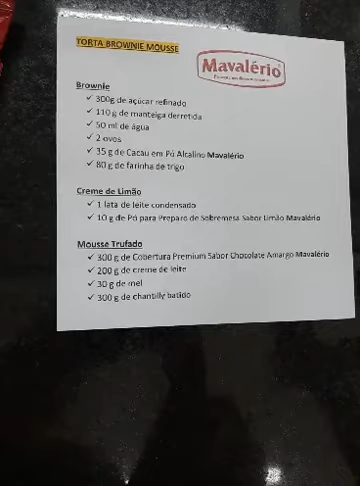 TORTA BROWNIE MOUSSE
Mavalério
Brownie
✓ 300g de açúcar refinado
✓ 110 g de manteiga derretida
✓ 50 ml de água
✓ 2 ovos
✓ 35 g de Cacau em Pó Alcalino Mavalério
✓ 80 g de farinha de trigo
Creme de Limão
✓ 1 lata de leite condensado
✓ 10 g de Pó para Preparo de Sobremesa Sabor Limão Mavalério
Mousse Trufado
✓ 300 g de Cobertura Premium Sabor Chocolate Amargo Mavalério
✓ 200 g de creme de leite
✓ 30 g de mel
✓ 300 g de chantilly batido